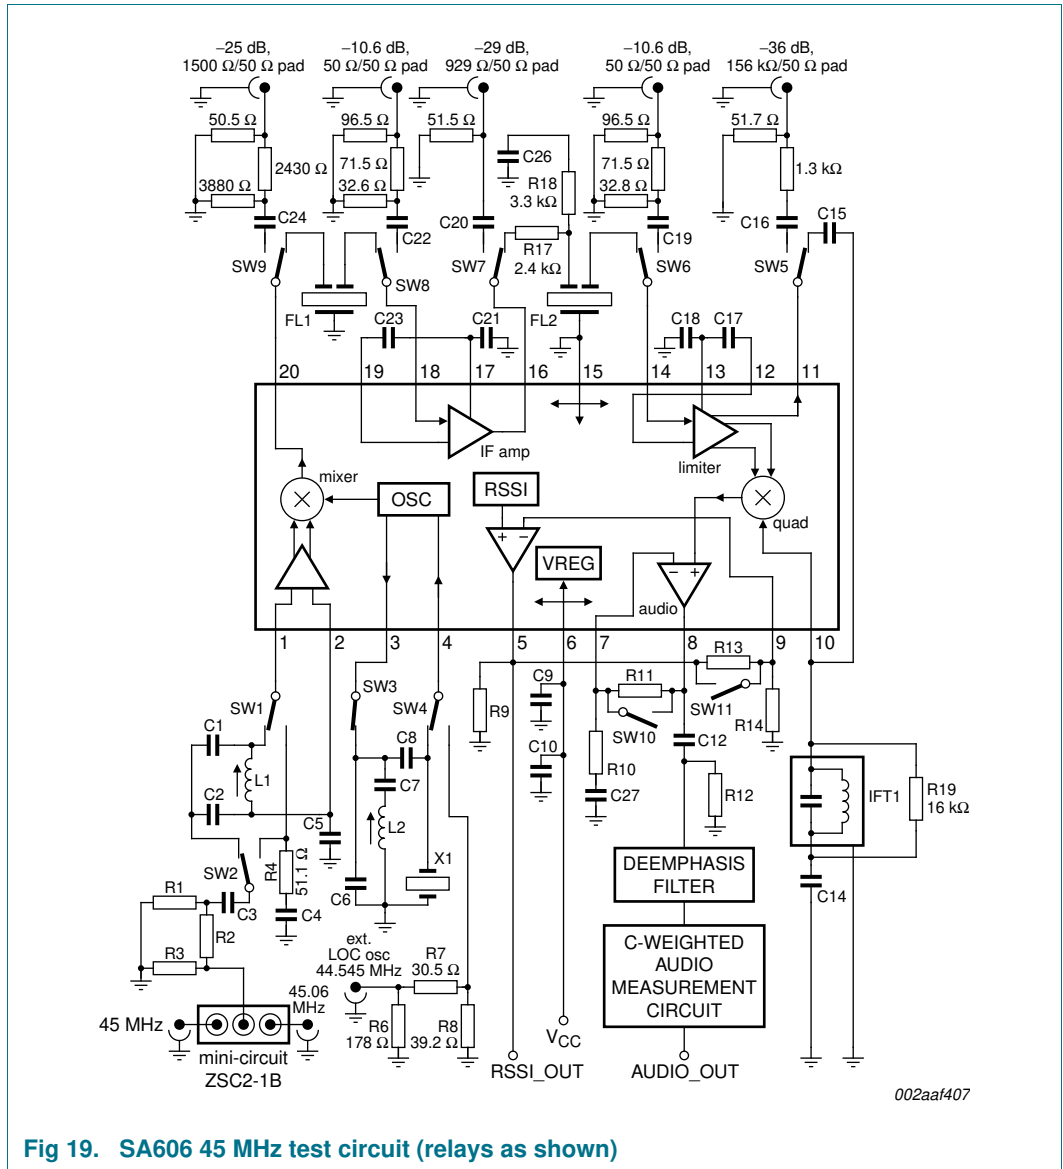 −25 dB,
1500 Ω/50 Ω pad
−10.6 dB,
50 Ω/50 Ω pad
−29 dB,
929 Ω/50 Ω pad
−10.6 dB,
50 Ω/50 Ω pad
−36 dB,
156 kΩ/50 Ω pad
50.5 Ω
2430 Ω
3880 Ω
C24
SW9
96.5 Ω
71.5 Ω
32.6 Ω
C22
SW8
FL1
51.5 Ω
C20
SW7
C26
R18
3.3 kΩ
R17
2.4 kΩ
FL2
96.5 Ω
71.5 Ω
32.8 Ω
C19
SW6
51.7 Ω
1.3 kΩ
C16
C15
SW5
C23
C21
C18
C17
20
19
18
17
16
15
14
13
12
11
mixer
OSC
IF amp
RSSI
+
−
VREG
limiter
quad
−
+
audio
1
2
3
4
5
6
7
8
9
10
SW1
C1
L1
C2
C5
SW2
R4
51.1 Ω
C3
C4
R1
R2
R3
SW3
SW4
C8
C7
L2
C6
X1
R9
C9
C10
R11
SW10
R10
C27
C12
R12
R13
SW11
R14
IFT1
R19
16 kΩ
C14
DEEMPHASIS
FILTER
C-WEIGHTED
AUDIO
MEASUREMENT
CIRCUIT
ext.
LOC osc
44.545 MHz
R7
30.5 Ω
R6
178 Ω
R8
39.2 Ω
45 MHz
45.06
MHz
mini-circuit
ZSC2-1B
RSSI_OUT
VCC
AUDIO_OUT
002aaf407
Fig 19. SA606 45 MHz test circuit (relays as shown)